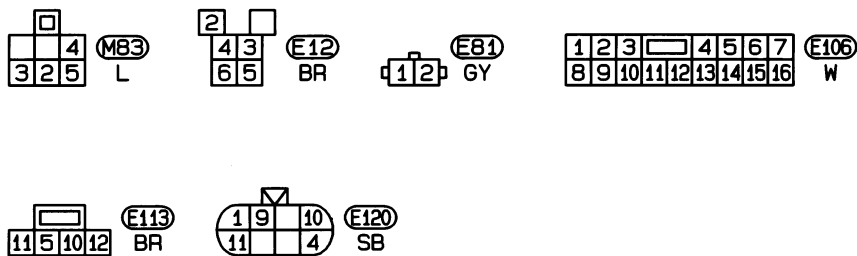 4 M83
3 2 5 L
2
4 3 E12
6 5 BR
1 2 E81
GY
1 2 3 4 5 6 7 E106
8 9 10 11 12 13 14 15 16 W
E113
11 5 10 12 BR
1 9 10 E120
11 4 SB